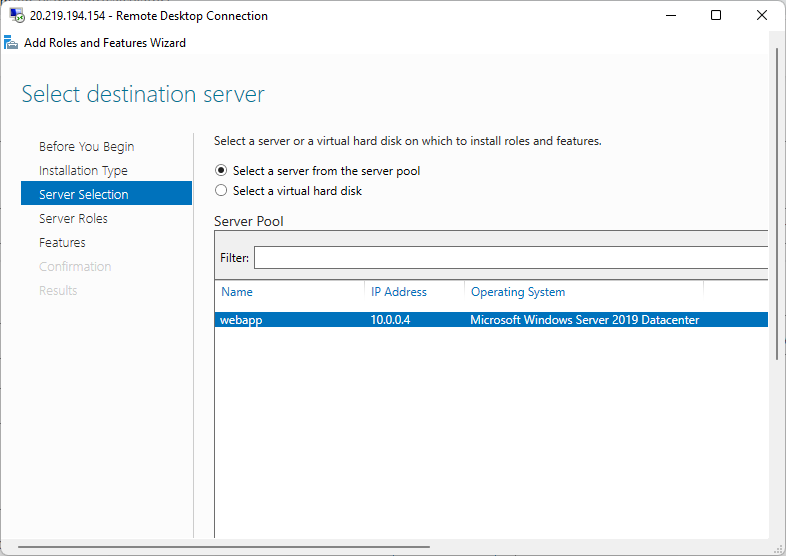 20.219.194.154 - Remote Desktop Connection
Add Roles and Features Wizard
Select destination server
Before You Begin
Installation Type
Server Selection
Server Roles
Features
Confirmation
Results
Select a server or a virtual hard disk on which to install roles and features.
Select a server from the server pool
Select a virtual hard disk
Server Pool
Filter:
Name IP Address Operating System
webapp 10.0.0.4 Microsoft Windows Server 2019 Datacenter